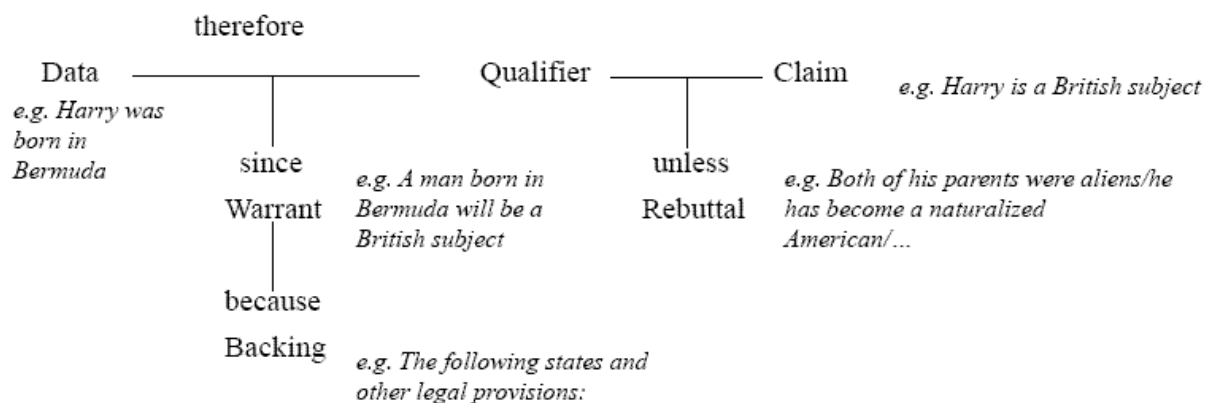 therefore
Data
Qualifier
Claim
e.g. Harry is a British subject
e.g. Harry was
born in
Bermuda
since
Warrant
e.g. A man born in
Bermuda will be a
British subject
unless
Rebuttal
e.g. Both of his parents were aliens/he
has become a naturalized
American/...
because
Backing
e.g. The following states and
other legal provisions: